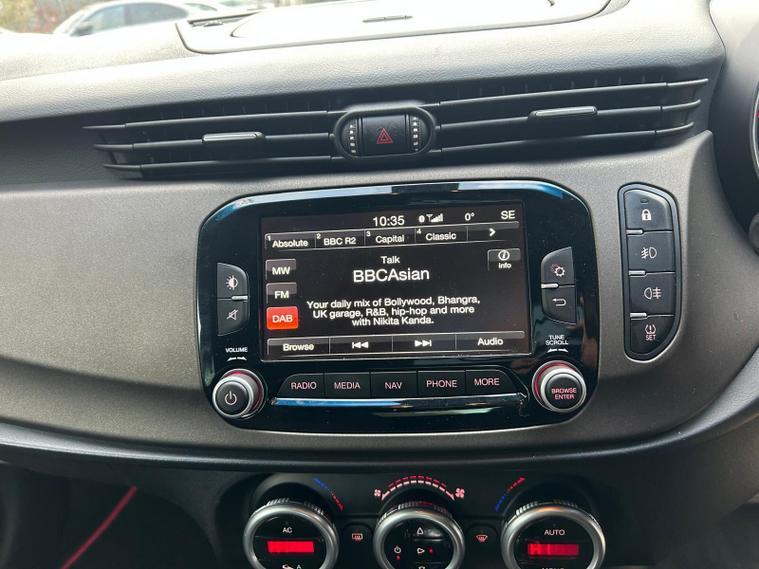 10:35 0° SE
1 Absolute 2 BBC R2 3 Capital 4 Classic
MW
Talk
BBCAsian
info
FM
DAB
Your daily mix of Bollywood, Bhangra,
UK garage, R&B, hip-hop and more
with Nikita Kanda.
Browse Audio
VOLUME
TUNE
SCROLL
RADIO MEDIA NAV PHONE MORE
BROWSE
ENTER
SET
AC
AUTO